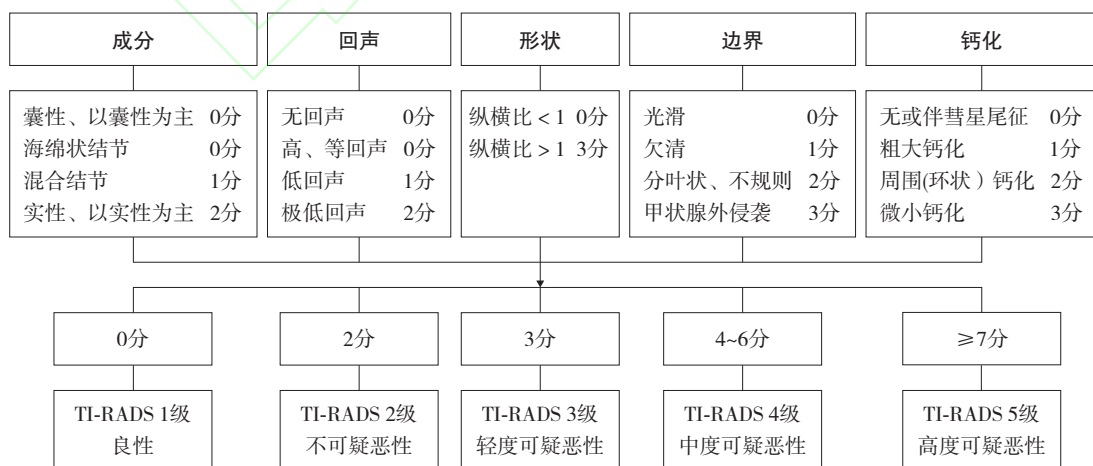 成分
囊性、以囊性为主 0分
海绵状结节 0分
混合结节 1分
实性、以实性为主 2分
回声
无回声 0分
高、等回声 0分
低回声 1分
极低回声 2分
形状
纵横比<1 0分
纵横比>1 3分
边界
光滑 0分
欠清 1分
分叶状、不规则 2分
甲状腺外侵袭 3分
钙化
无或伴彗星尾征 0分
粗大钙化 1分
周围(环状）钙化 2分
微小钙化 3分
0分
2分
3分
4~6分
≥7分
TI-RADS 1级
良性
TI-RADS 2级
不可疑恶性
TI-RADS 3级
轻度可疑恶性
TI-RADS 4级
中度可疑恶性
TI-RADS 5级
高度可疑恶性